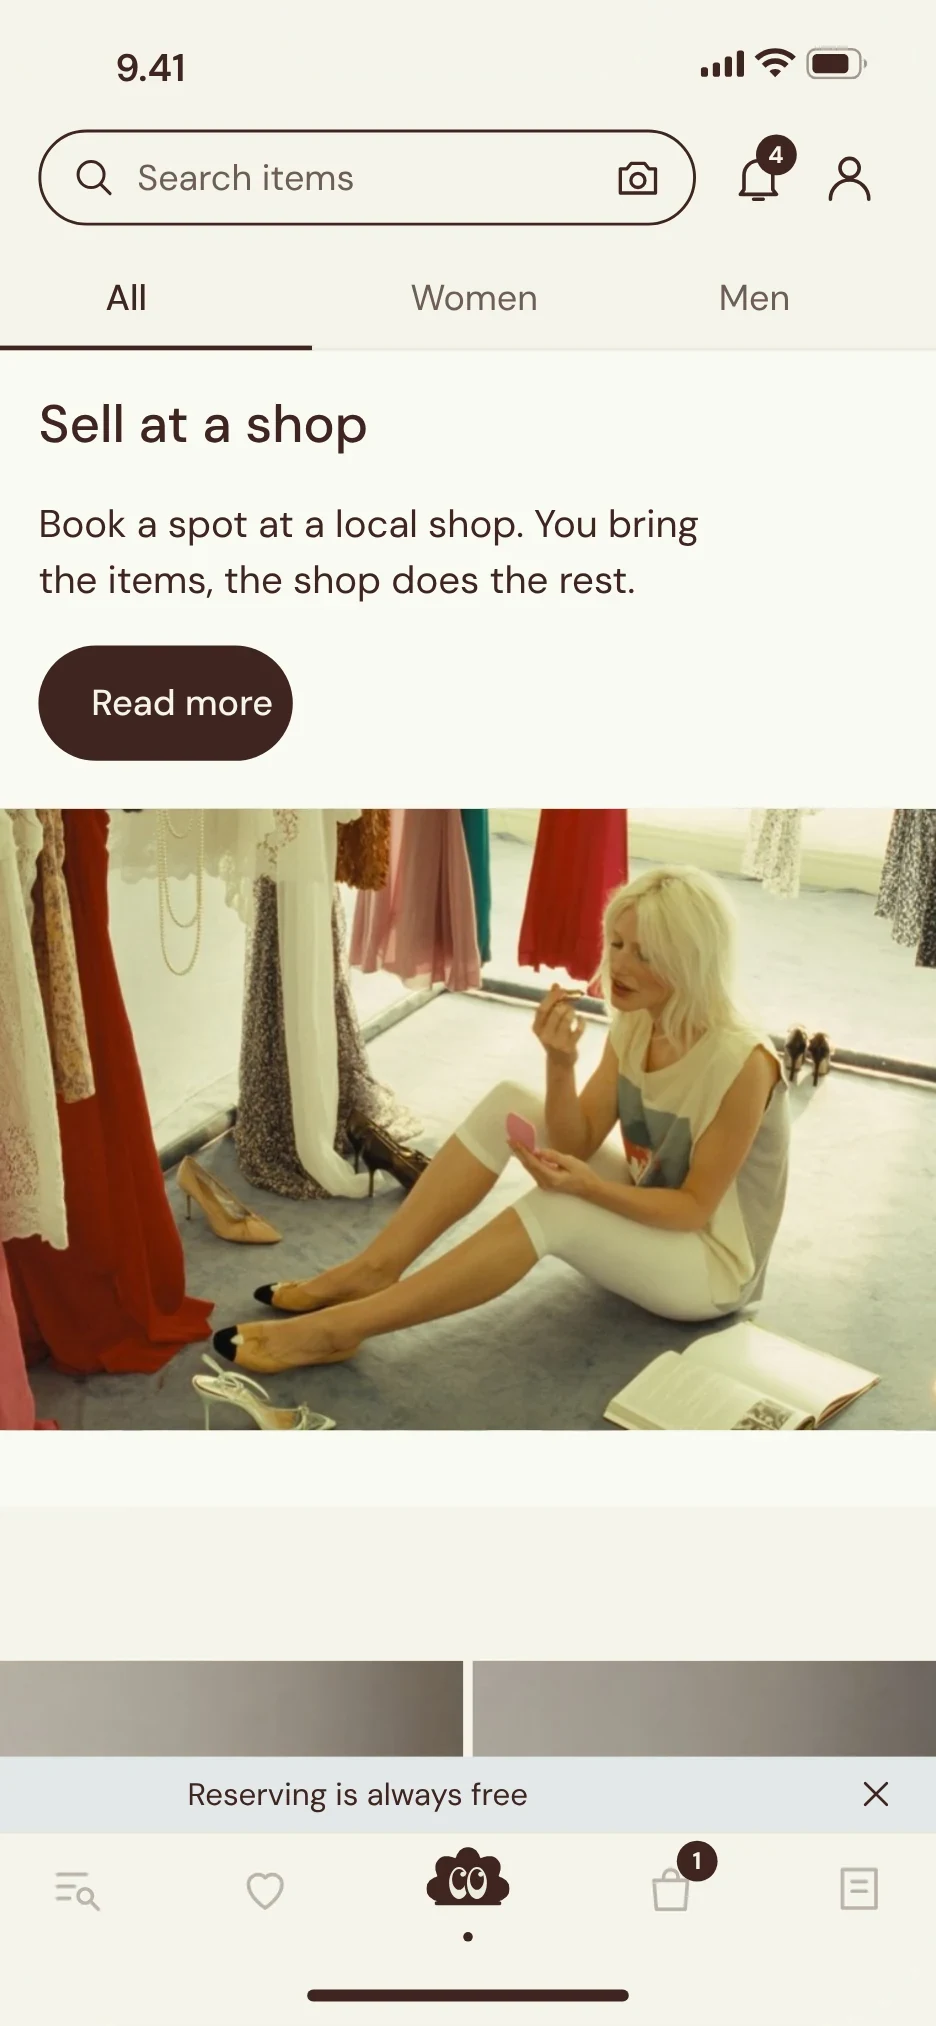 9.41
Search items
4
All
Women
Men
Sell at a shop
Book a spot at a local shop. You bring
the items, the shop does the rest.
Read more
Reserving is always free
1